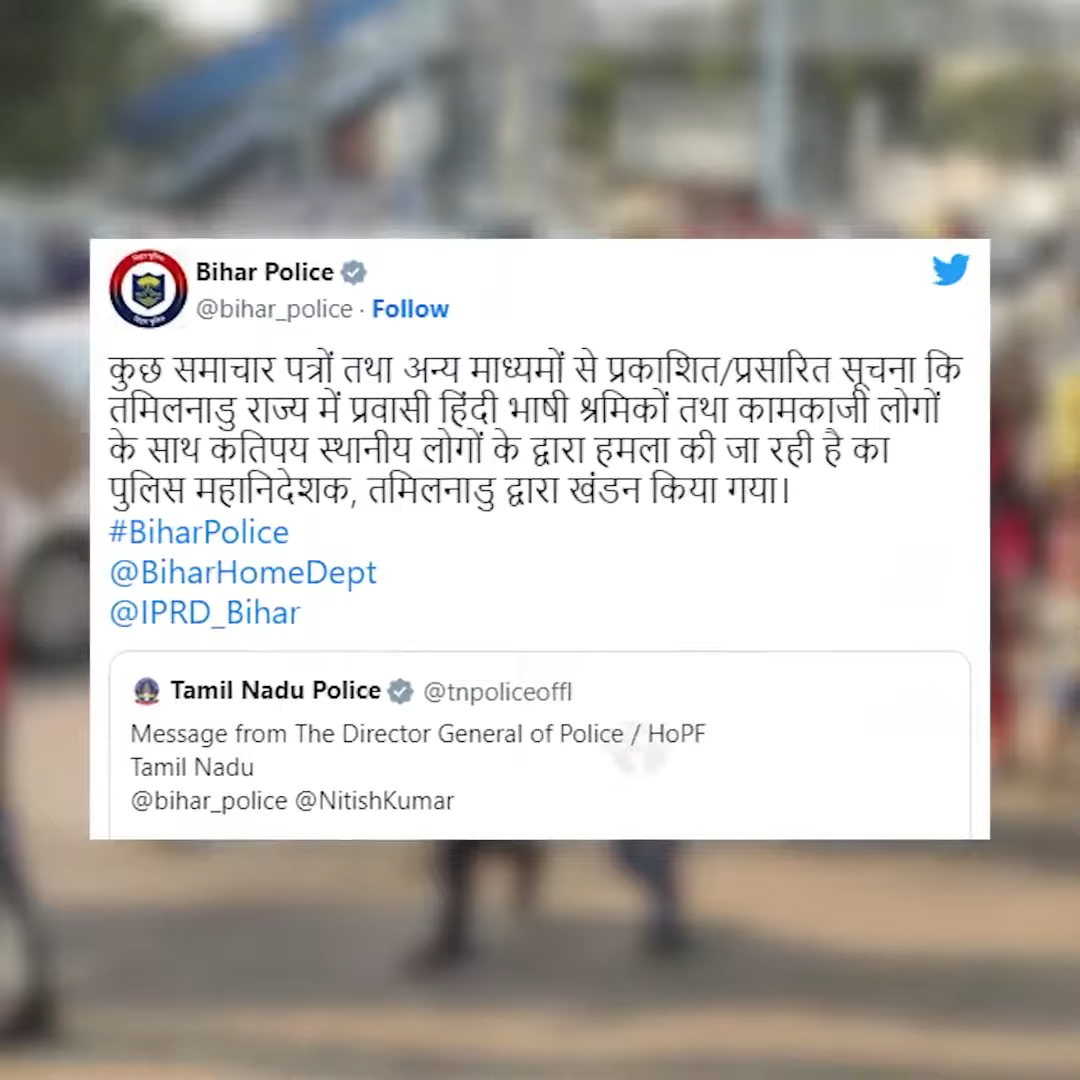 Bihar Police
@bihar_police · Follow
कुछ समाचार पत्रों तथा अन्य माध्यमों से प्रकाशित/प्रसारित सूचना कि
तमिलनाडु राज्य में प्रवासी हिंदी भाषी श्रमिकों तथा कामकाजी लोगों
के साथ कतिपय स्थानीय लोगों के द्वारा हमला की जा रही है का
पुलिस महानिदेशक, तमिलनाडु द्वारा खंडन किया गया।
#BiharPolice
@BiharHomeDept
@IPRD_Bihar
Tamil Nadu Police @tnpoliceoffl
Message from The Director General of Police / HoPF
Tamil Nadu
@bihar_police @NitishKumar